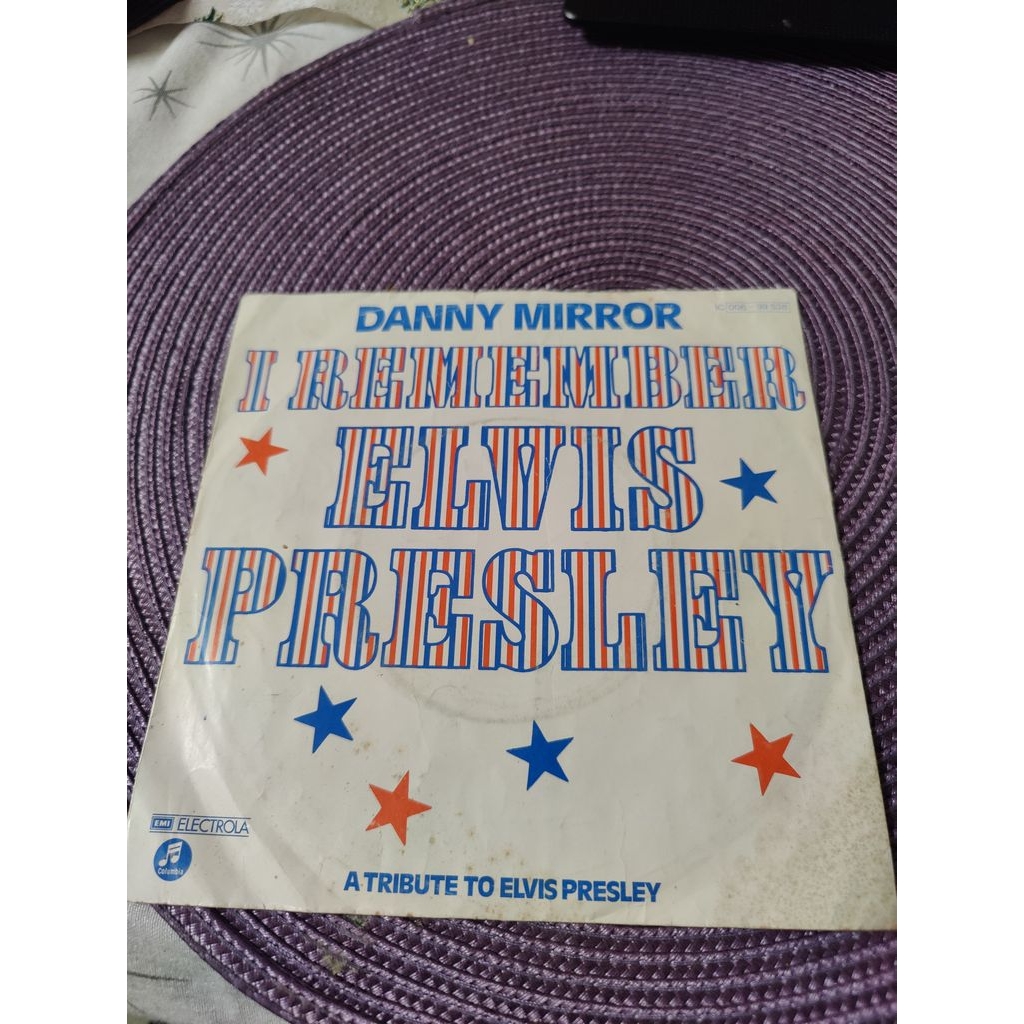 DANNY MIRROR
I REMEMBER
ELVIS
PRESLEY
EMI ELECTROLA
Columbia
A TRIBUTE TO ELVIS PRESLEY